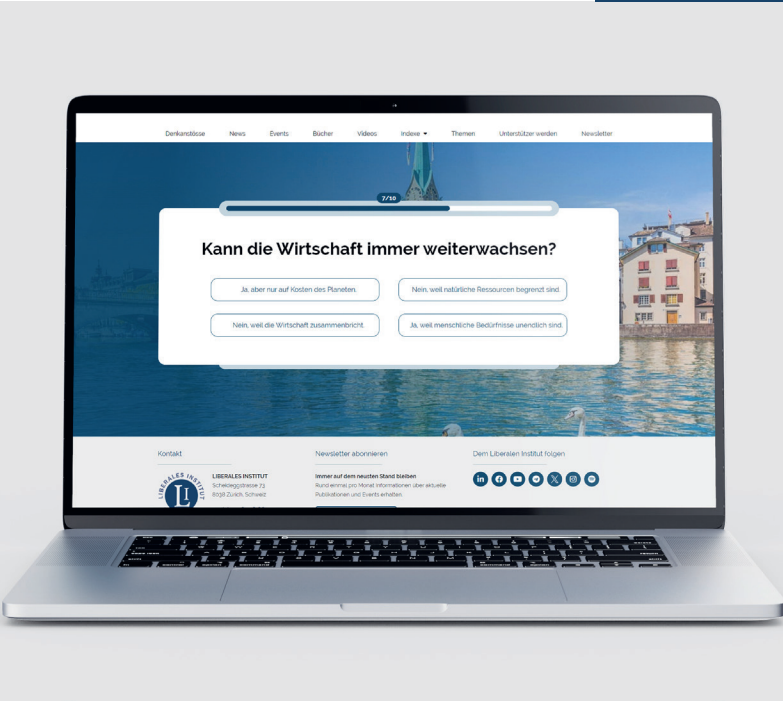 Denkanstösse News Events Bücher Videos Indexe Themen Unterstützer werden Newsletter
7/10
Kann die Wirtschaft immer weiterwachsen?
Ja, aber nur auf Kosten des Planeten.
Nein, weil natürliche Ressourcen begrenzt sind.
Nein, weil die Wirtschaft zusammenbricht.
Ja, weil menschliche Bedürfnisse unendlich sind.
Kontakt
LIBERALES INSTITUT
LI
LIBERALES INSTITUT
8038 Zürich, Schweiz
Newsletter abonnieren
Immer auf dem neusten Stand bleiben
Rund einmal pro Monat Informationen über aktuelle
Publikationen und Events erhalten.
Dem Liberalen Institut folgen